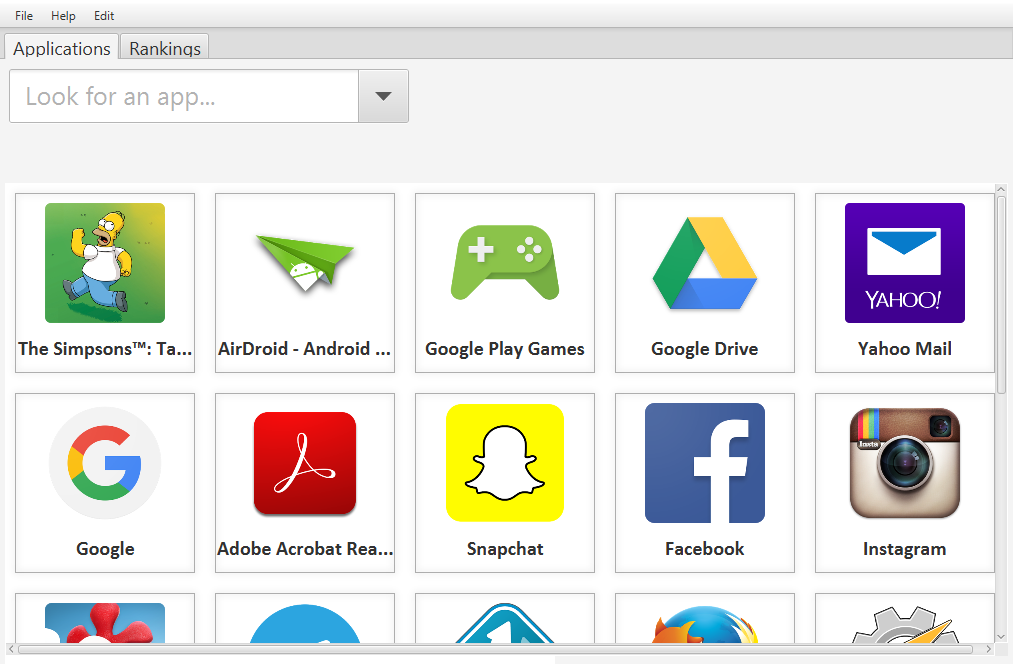 File Help Edit
Applications Rankings
Look for an app...
YAHOO!
The Simpsons™: Ta... AirDroid - Android ... Google Play Games Google Drive Yahoo Mail
Insta
Google Adobe Acrobat Rea... Snapchat Facebook Instagram